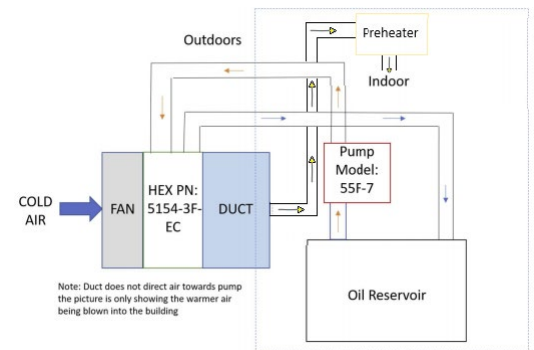 Outdoors
Preheater
Indoor
Pump
Model:
55F-7
COLD
AIR
FAN
HEX PN:
5154-3F-
EC
DUCT
Oil Reservoir
Note: Duct does not direct air towards pump
the picture is only showing the warmer air
being blown into the building